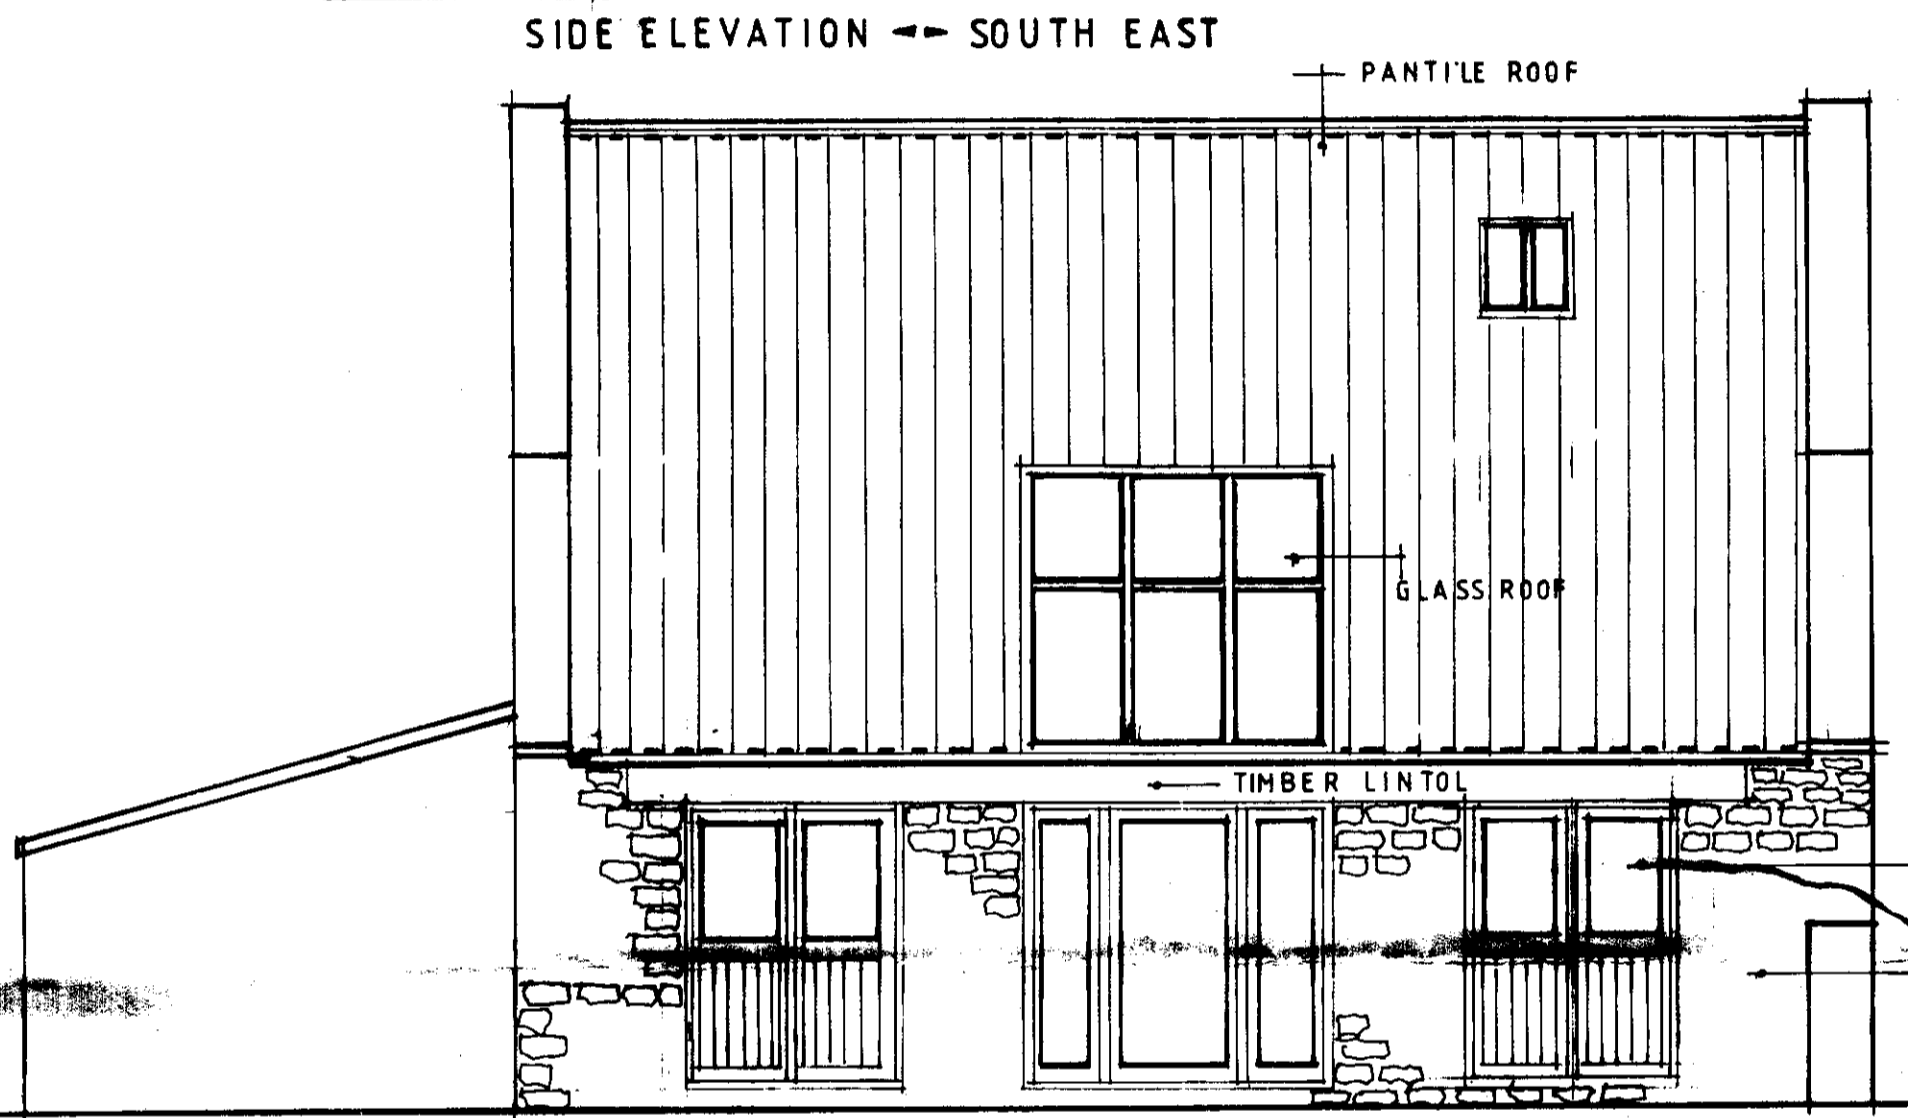 SIDE ELEVATION -- SOUTH EAST
PANTILE ROOF
GLASS ROOF
TIMBER LINTOL